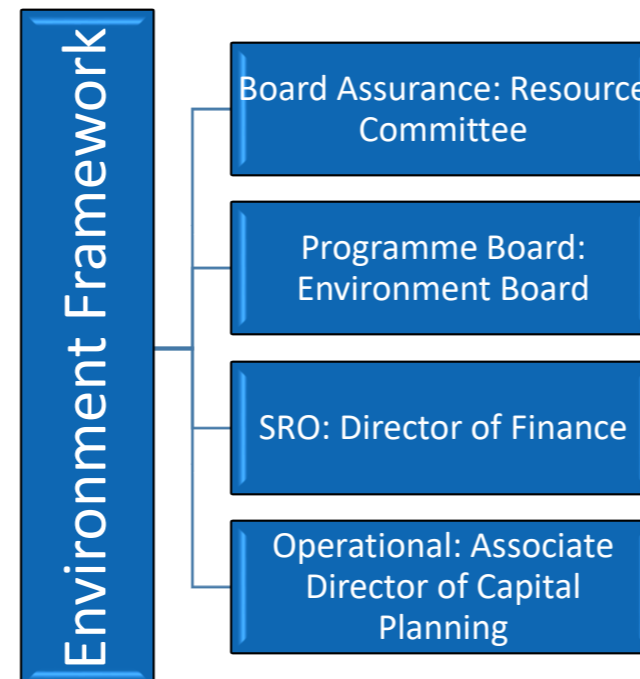 Environment Framework
Board Assurance: Resource
Committee
Programme Board:
Environment Board
SRO: Director of Finance
Operational: Associate
Director of Capital
Planning